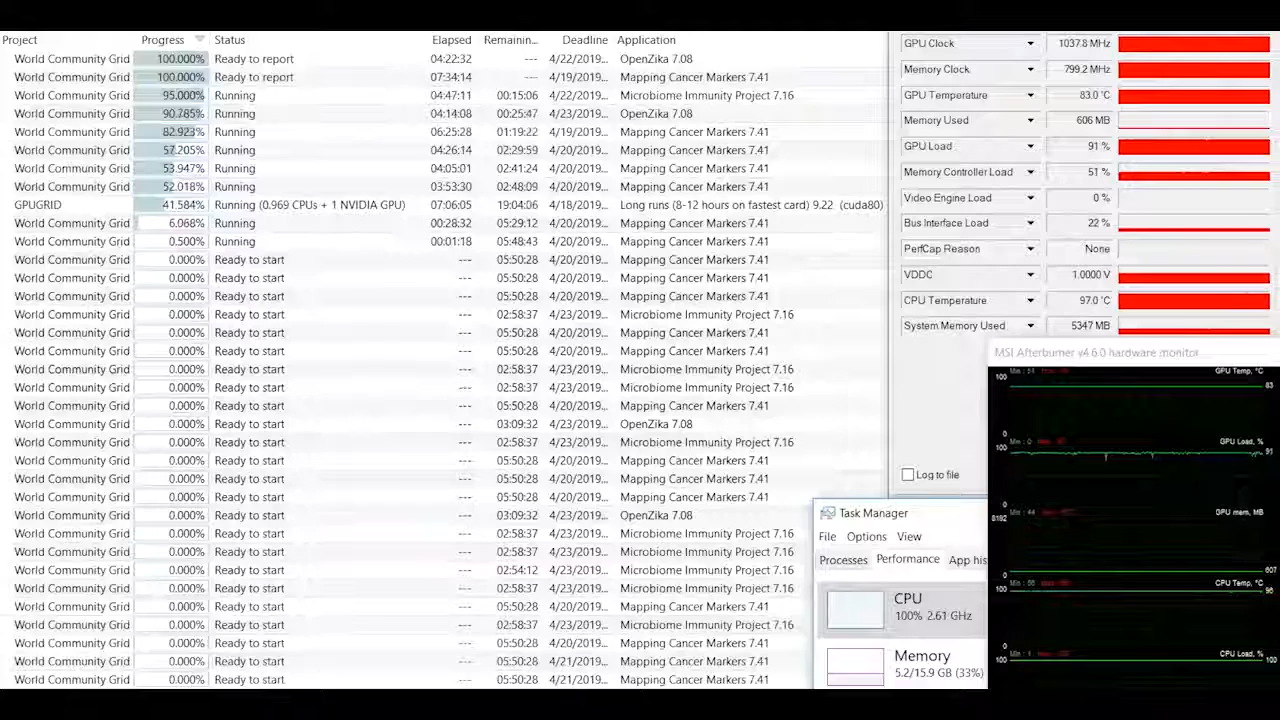 Project Progress Status Elapsed Remainin... Deadline Application
World Community Grid 100.000% Ready to report 04:22:32 --- 4/22/2019... OpenZika 7.08
World Community Grid 100.000% Ready to report 07:34:14 --- 4/19/2019... Mapping Cancer Markers 7.41
World Community Grid 95.000% Running 04:47:11 00:15:06 4/22/2019... Microbiome Immunity Project 7.16
World Community Grid 90.785% Running 04:14:08 00:25:47 4/23/2019... OpenZika 7.08
World Community Grid 82.923% Running 06:25:28 01:19:22 4/19/2019... Mapping Cancer Markers 7.41
World Community Grid 57.205% Running 04:26:14 02:29:59 4/20/2019... Mapping Cancer Markers 7.41
World Community Grid 53.947% Running 04:05:01 02:41:24 4/20/2019... Mapping Cancer Markers 7.41
World Community Grid 52.018% Running 03:53:30 02:48:09 4/20/2019... Mapping Cancer Markers 7.41
GPUGRID 41.584% Running (0.969 CPUs + 1 NVIDIA GPU) 07:06:05 19:04:06 4/18/2019... Long runs (8-12 hours on fastest card) 9.22 (cuda80)
World Community Grid 6.068% Running 00:28:32 05:29:12 4/20/2019... Mapping Cancer Markers 7.41
World Community Grid 0.500% Running 00:01:18 05:48:43 4/20/2019... Mapping Cancer Markers 7.41
World Community Grid 0.000% Ready to start --- 05:50:28 4/20/2019... Mapping Cancer Markers 7.41
World Community Grid 0.000% Ready to start --- 05:50:28 4/20/2019... Mapping Cancer Markers 7.41
World Community Grid 0.000% Ready to start --- 05:50:28 4/20/2019... Mapping Cancer Markers 7.41
World Community Grid 0.000% Ready to start --- 02:58:37 4/23/2019... Microbiome Immunity Project 7.16
World Community Grid 0.000% Ready to start --- 05:50:28 4/20/2019... Mapping Cancer Markers 7.41
World Community Grid 0.000% Ready to start --- 05:50:28 4/20/2019... Mapping Cancer Markers 7.41
World Community Grid 0.000% Ready to start --- 02:58:37 4/23/2019... Microbiome Immunity Project 7.16
World Community Grid 0.000% Ready to start --- 02:58:37 4/23/2019... Microbiome Immunity Project 7.16
World Community Grid 0.000% Ready to start --- 05:50:28 4/20/2019... Mapping Cancer Markers 7.41
World Community Grid 0.000% Ready to start --- 03:09:32 4/23/2019... OpenZika 7.08
World Community Grid 0.000% Ready to start --- 02:58:37 4/23/2019... Microbiome Immunity Project 7.16
World Community Grid 0.000% Ready to start --- 05:50:28 4/20/2019... Mapping Cancer Markers 7.41
World Community Grid 0.000% Ready to start --- 05:50:28 4/20/2019... Mapping Cancer Markers 7.41
World Community Grid 0.000% Ready to start --- 05:50:28 4/20/2019... Mapping Cancer Markers 7.41
World Community Grid 0.000% Ready to start --- 03:09:32 4/23/2019... OpenZika 7.08
World Community Grid 0.000% Ready to start --- 02:58:37 4/23/2019... Microbiome Immunity Project 7.16
World Community Grid 0.000% Ready to start --- 02:58:37 4/23/2019... Microbiome Immunity Project 7.16
World Community Grid 0.000% Ready to start --- 02:54:12 4/23/2019... Microbiome Immunity Project 7.16
World Community Grid 0.000% Ready to start --- 02:58:37 4/23/2019... Microbiome Immunity Project 7.16
World Community Grid 0.000% Ready to start --- 05:50:28 4/20/2019... Mapping Cancer Markers 7.41
World Community Grid 0.000% Ready to start --- 02:58:37 4/23/2019... Microbiome Immunity Project 7.16
World Community Grid 0.000% Ready to start --- 05:50:28 4/20/2019... Mapping Cancer Markers 7.41
World Community Grid 0.000% Ready to start --- 05:50:28 4/21/2019... Mapping Cancer Markers 7.41
World Community Grid 0.000% Ready to start --- 05:50:28 4/21/2019... Mapping Cancer Markers 7.41
GPU Clock 1037.8 MHz
Memory Clock 799.2 MHz
GPU Temperature 83.0 °C
Memory Used 606 MB
GPU Load 91 %
Memory Controller Load 51 %
Video Engine Load 0 %
Bus Interface Load 22 %
PerfCap Reason None
VDDC 1.0000 V
CPU Temperature 97.0 °C
System Memory Used 5347 MB
Log to file
MSI Afterburner v4.6.0 hardware monitor
100 Min : 54 GPU Temp, °C
83
0
Min : 0 GPU Load, %
100 91
0
Min : 44 GPU mem, MB
8192
607
0
Min : 56 CPU Temp, °C
100 96
0
Min : 1 CPU Load, %
100 100
Task Manager
File Options View
Processes Performance App his
CPU
100% 2.61 GHz
Memory
5.2/15.9 GB (33%)